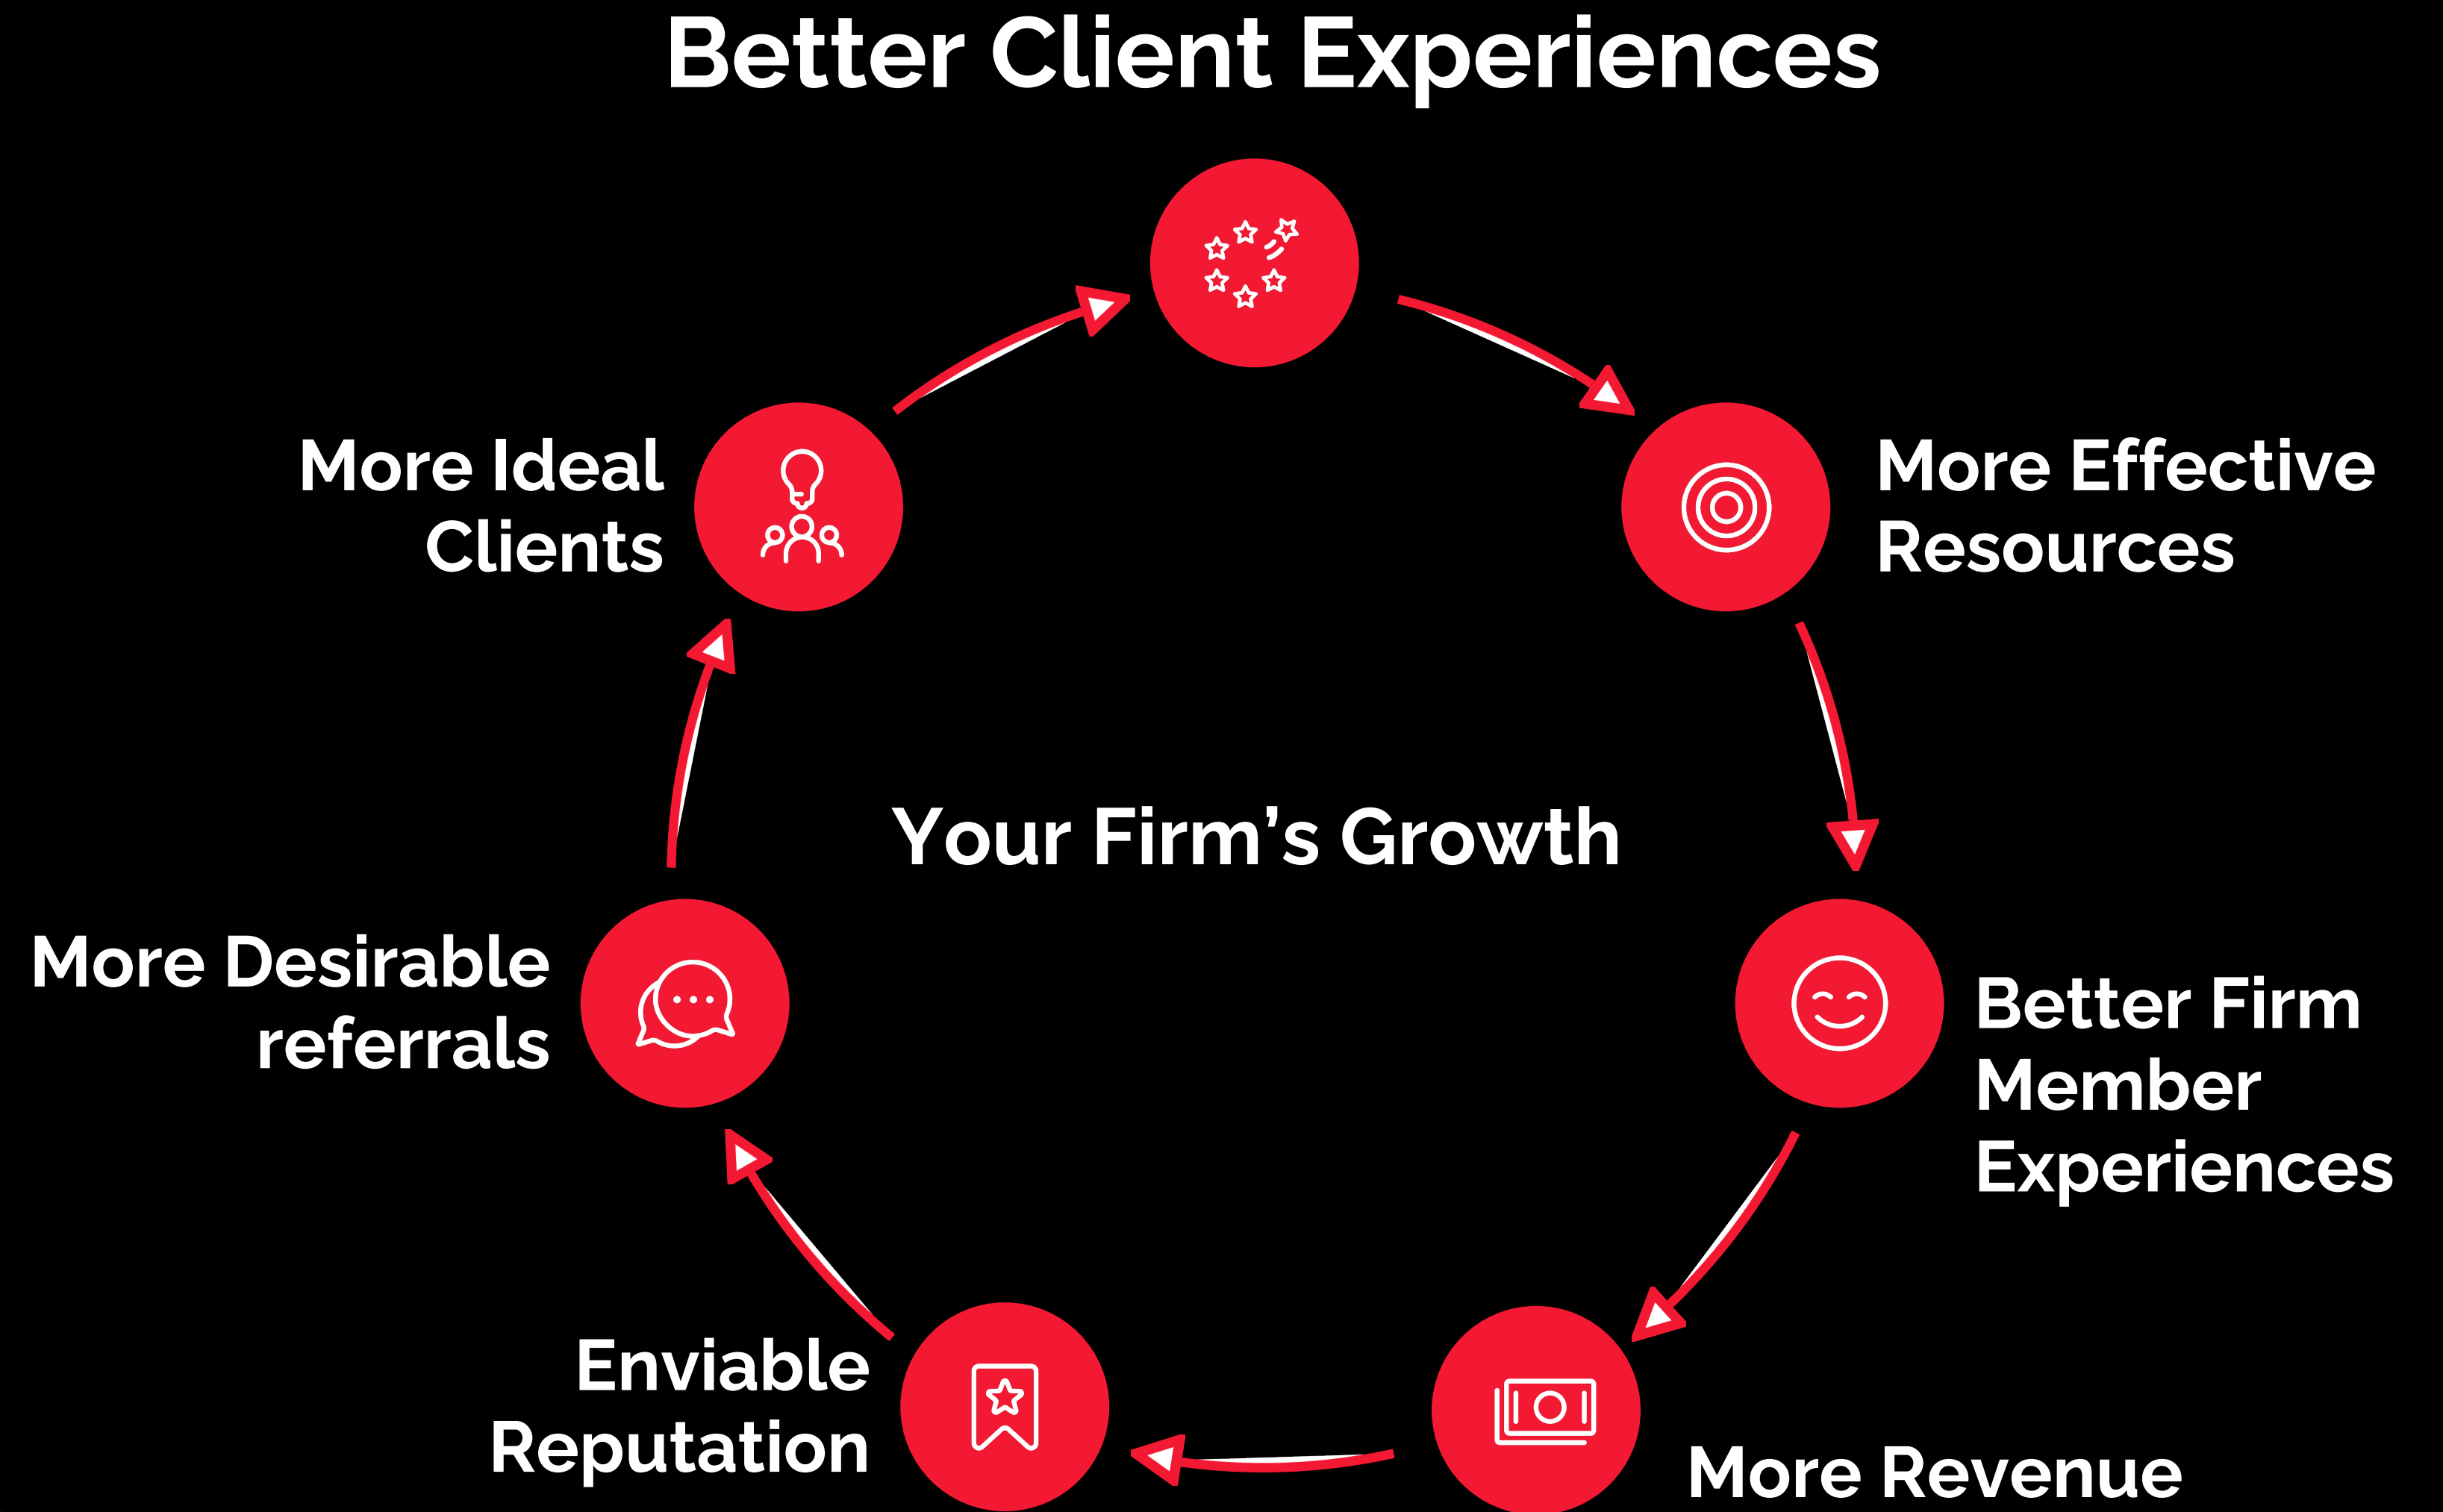 Better Client Experiences
More Ideal
Clients
More Effective
Resources
Your Firm’s Growth
More Desirable
referrals
Better Firm
Member
Experiences
Enviable
Reputation
More Revenue